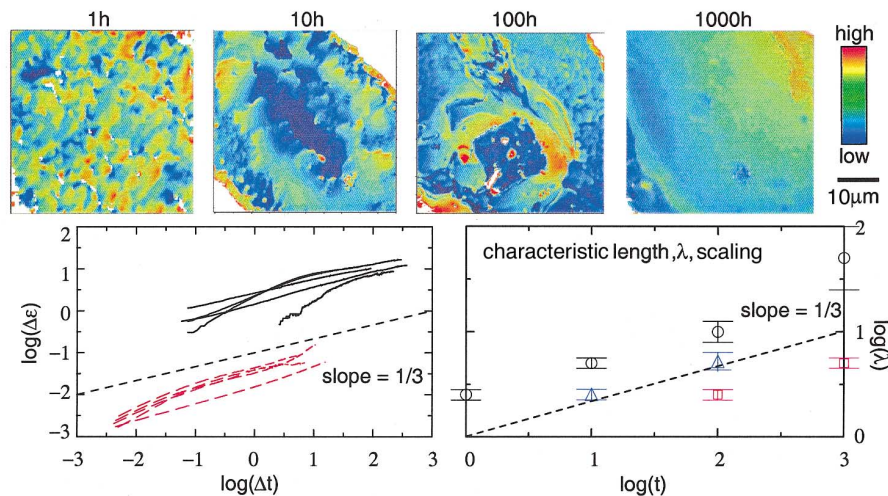 1h 10h 100h 1000h
high
low
10μm
2
1
0
−1
−2
−3
log(Δε)
slope = 1/3
−3 −2 −1 0 1 2 3
log(Δt)
characteristic length,λ, scaling
slope = 1/3
2
1
0
log(λ)
0 1 2 3
log(t)